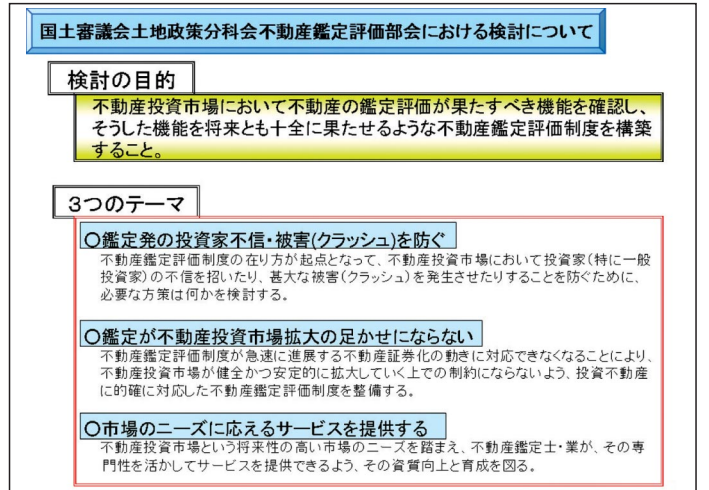 国土審議会土地政策分科会不動産鑑定評価部会における検討について
検討の目的
不動産投資市場において不動産の鑑定評価が果たすべき機能を確認し、
そうした機能を将来とも十全に果たせるような不動産鑑定評価制度を構築
すること。
3つのテーマ
○鑑定発の投資家不信・被害(クラッシュ)を防ぐ
不動産鑑定評価制度の在り方が起点となって、不動産投資市場において投資家(特に一般
投資家)の不信を招いたり、甚大な被害(クラッシュ)を発生させたりすることを防ぐために、
必要な方策は何かを検討する。
○鑑定が不動産投資市場拡大の足かせにならない
不動産鑑定評価制度が急速に進展する不動産証券化の動きに対応できなくなることにより、
不動産投資市場が健全かつ安定的に拡大していく上での制約にならないよう、投資不動産
に的確に対応した不動産鑑定評価制度を整備する。
○市場のニーズに応えるサービスを提供する
不動産投資市場という将来性の高い市場のニーズを踏まえ、不動産鑑定士・業が、その専
門性を活かしてサービスを提供できるよう、その資質向上と育成を図る。